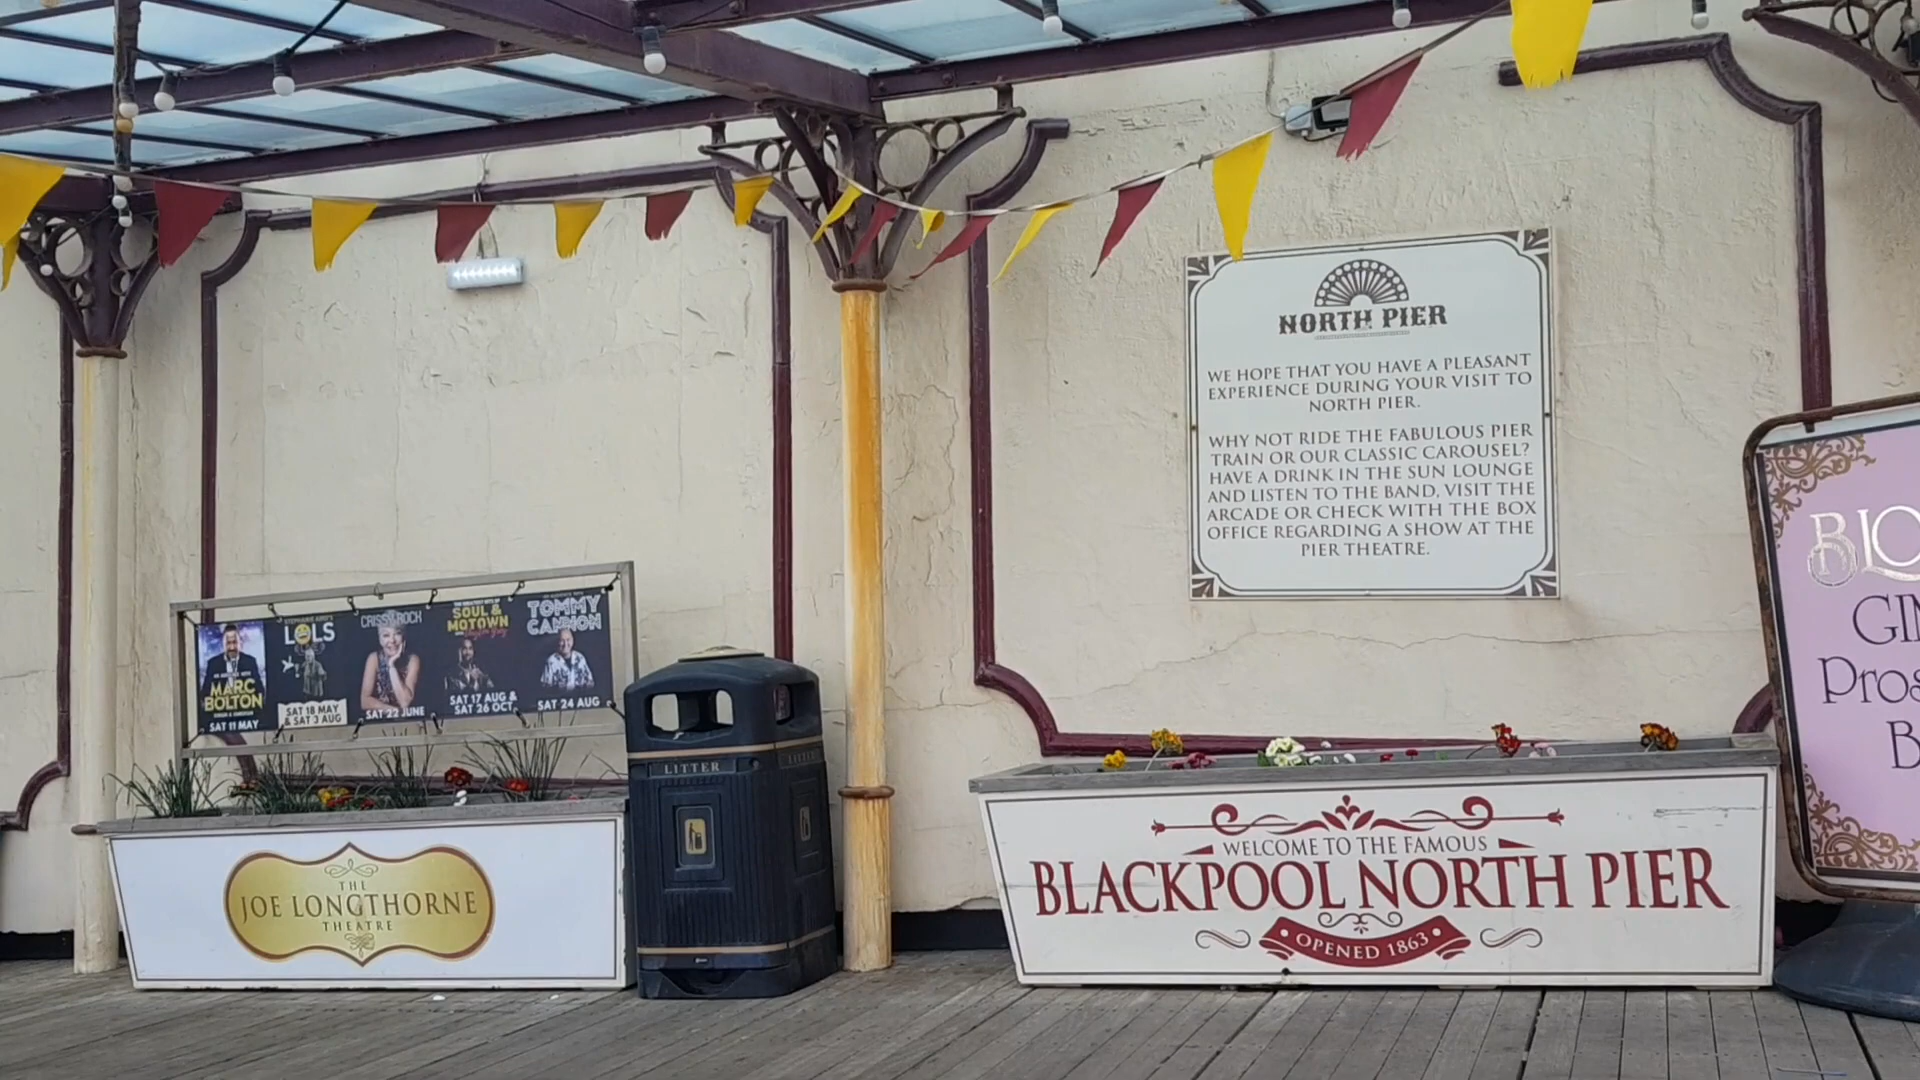 NORTH PIER
WE HOPE THAT YOU HAVE A PLEASANT
EXPERIENCE DURING YOUR VISIT TO
NORTH PIER.
WHY NOT RIDE THE FABULOUS PIER
TRAIN OR OUR CLASSIC CAROUSEL?
HAVE A DRINK IN THE SUN LOUNGE
AND LISTEN TO THE BAND, VISIT THE
ARCADE OR CHECK WITH THE BOX
OFFICE REGARDING A SHOW AT THE
PIER THEATRE.
MARC
BOLTON
SAT 11 MAY
LOLS
SAT 18 MAY
& SAT 3 AUG
CRISSY ROCK
SAT 22 JUNE
SOUL &
MOTOWN
SAT 17 AUG &
SAT 26 OCT
TOMMY
CANNON
SAT 24 AUG
LITTER
THE
JOE LONGTHORNE
THEATRE
WELCOME TO THE FAMOUS
BLACKPOOL NORTH PIER
OPENED 1863
BLO
GI
Pros
B